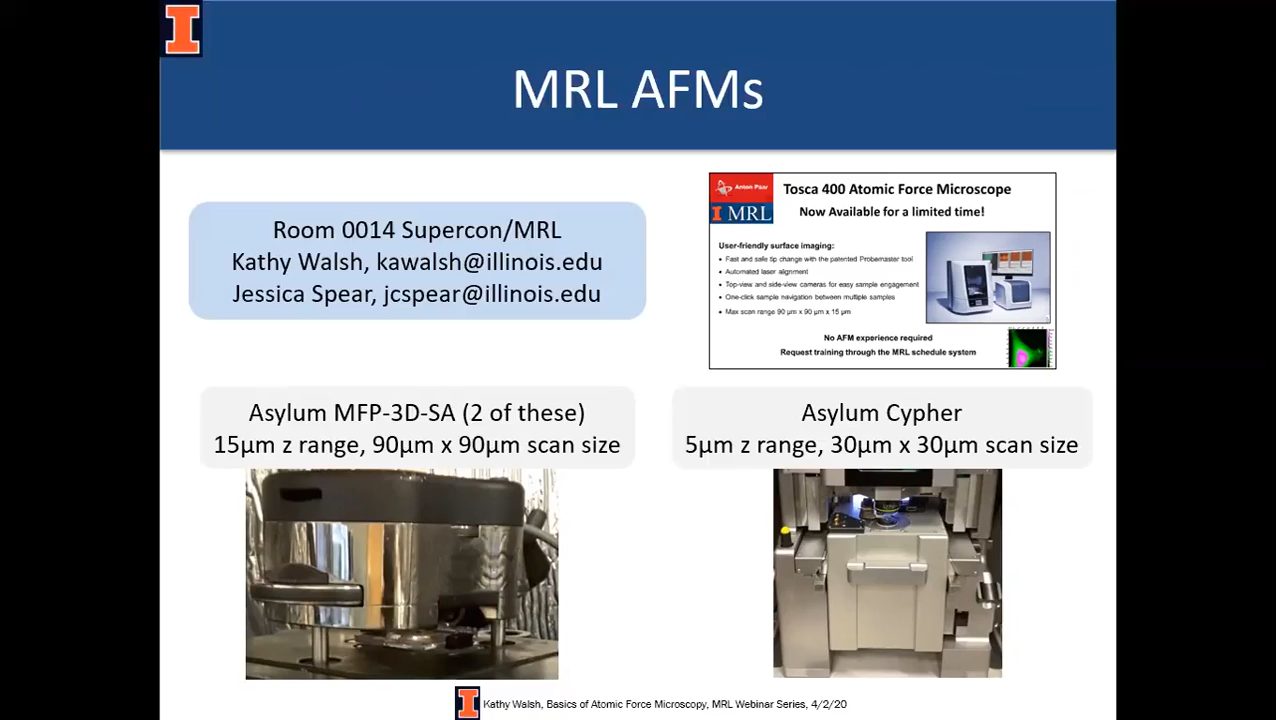 I
MRL AFMs
Room 0014 Supercon/MRL
Kathy Walsh, kawalsh@illinois.edu
Jessica Spear, jcspear@illinois.edu
Anton Paar
I MRL
Tosca 400 Atomic Force Microscope
Now Available for a limited time!
User-friendly surface imaging:
• Fast and safe tip change with the patented Probemaster tool
• Automated laser alignment
• Top-view and side-view cameras for easy sample engagement
• One-click sample navigation between multiple samples
• Max scan range 90 µm x 90 µm x 15 µm
No AFM experience required
Request training through the MRL schedule system
Asylum MFP-3D-SA (2 of these)
15µm z range, 90µm x 90µm scan size
Asylum Cypher
5µm z range, 30µm x 30µm scan size
I Kathy Walsh, Basics of Atomic Force Microscopy, MRL Webinar Series, 4/2/20